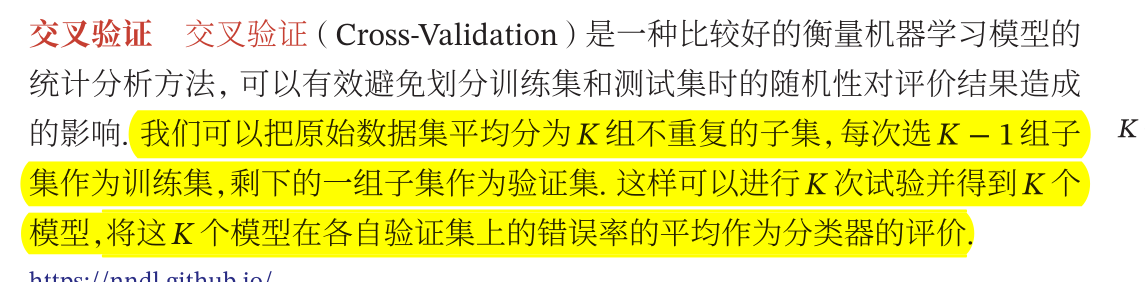 交叉验证 交叉验证（Cross-Validation）是一种比较好的衡量机器学习模型的
统计分析方法，可以有效避免划分训练集和测试集时的随机性对评价结果造成
的影响. 我们可以把原始数据集平均分为 K 组不重复的子集，每次选 K − 1 组子
K
集作为训练集，剩下的一组子集作为验证集. 这样可以进行 K 次试验并得到 K 个
模型，将这 K 个模型在各自验证集上的错误率的平均作为分类器的评价.
https://nndl.github.io/